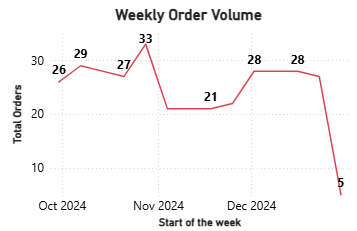 Weekly Order Volume
Total Orders
30
20
10
26
29
27
33
21
28
28
5
Oct 2024
Nov 2024
Dec 2024
Start of the week